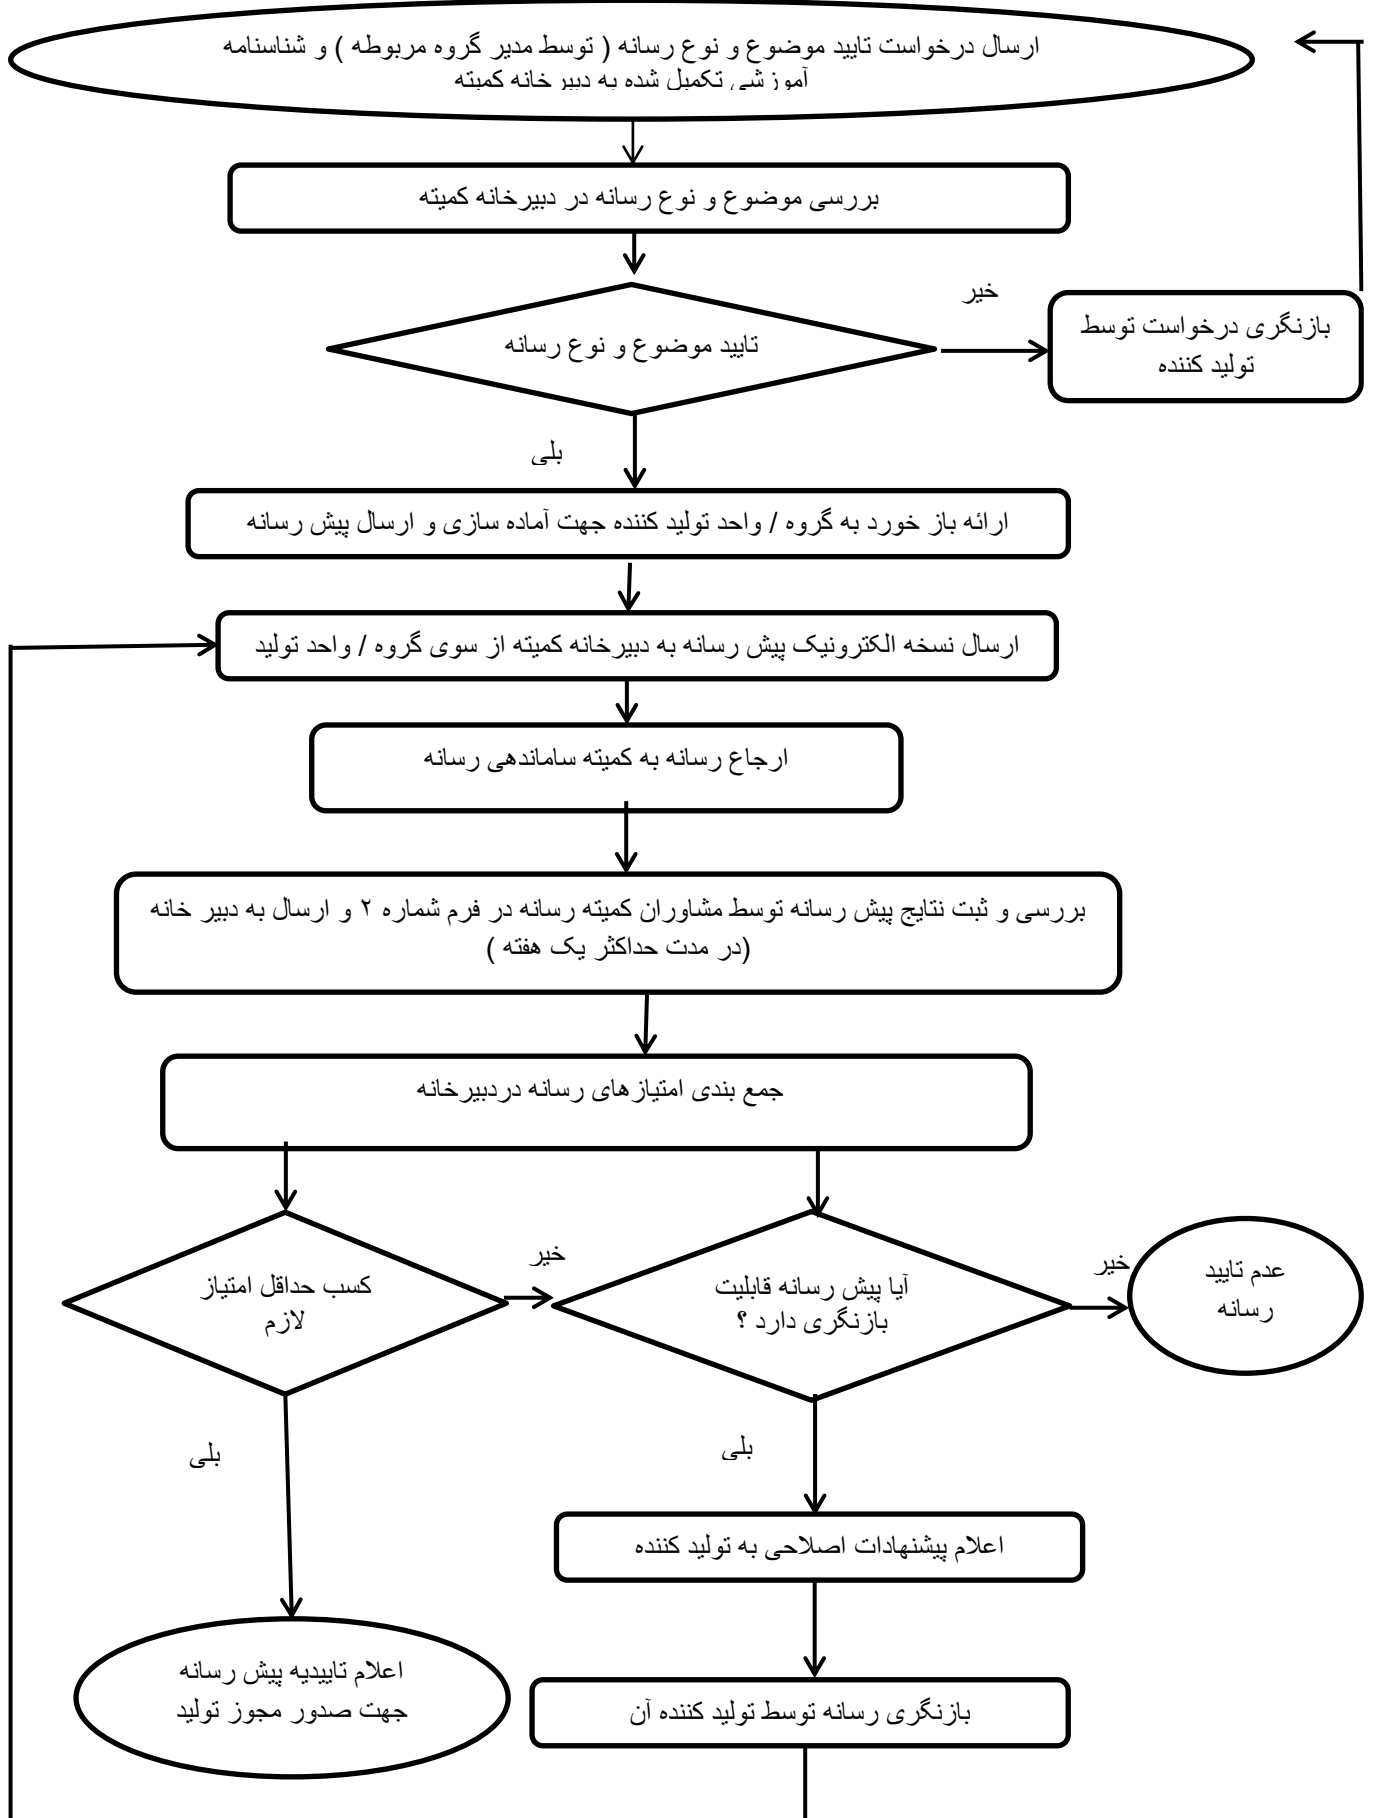 ارسال درخواست تایید موضوع و نوع رسانه ( توسط مدیر گروه مربوطه ) و شناسنامه
آموزشی تکمیل شده به دبیر خانه کمیته
بررسی موضوع و نوع رسانه در دبیرخانه کمیته
خیر
بازنگری درخواست توسط
تولید کننده
تایید موضوع و نوع رسانه
بلی
ارائه باز خورد به گروه / واحد تولید کننده جهت آماده سازی و ارسال پیش رسانه
ارسال نسخه الکترونیک پیش رسانه به دبیرخانه کمیته از سوی گروه / واحد تولید
ارجاع رسانه به کمیته ساماندهی رسانه
بررسی و ثبت نتایج پیش رسانه توسط مشاوران کمیته رسانه در فرم شماره ۲ و ارسال به دبیر خانه
(در مدت حداکثر یک هفته )
جمع بندی امتیازهای رسانه دردبیرخانه
کسب حداقل امتیاز
لازم
خیر
آیا پیش رسانه قابلیت
بازنگری دارد ؟
خیر
عدم تایید
رسانه
بلی
بلی
اعلام پیشنهادات اصلاحی به تولید کننده
اعلام تاییدیه پیش رسانه
جهت صدور مجوز تولید
بازنگری رسانه توسط تولید کننده آن